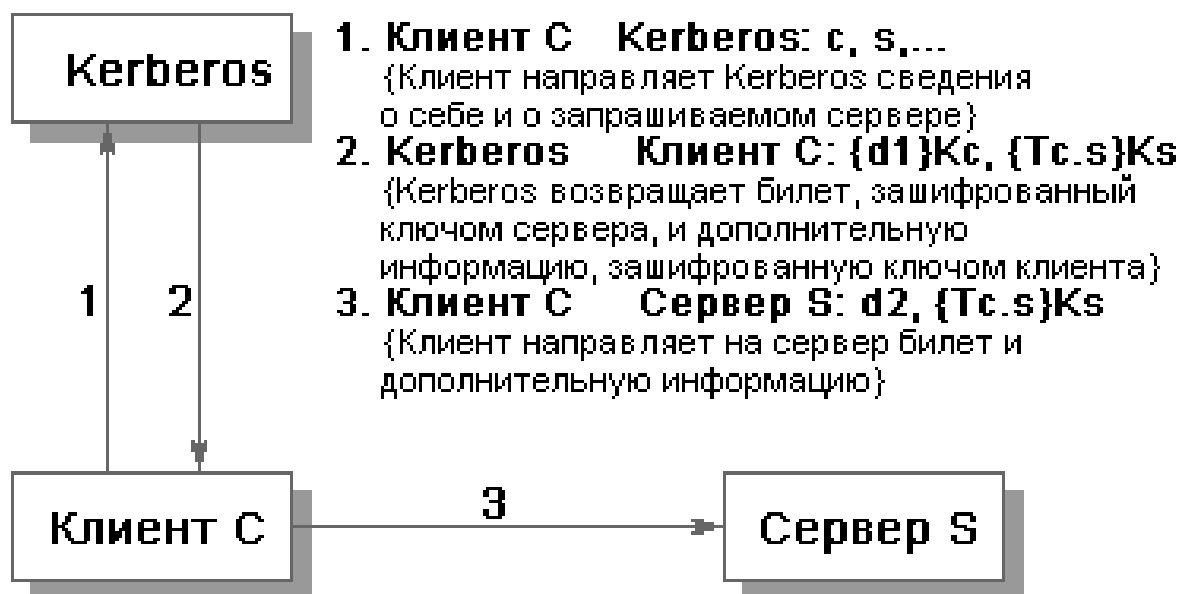 Kerberos
1. Клиент С Kerberos: c, s,...
{Клиент направляет Kerberos сведения
о себе и о запрашиваемом сервере}
2. Kerberos Клиент С: {d1}Kc, {Tc.s}Ks
{Kerberos возвращает билет, зашифрованный
ключом сервера, и дополнительную
информацию, зашифрованную ключом клиента}
3. Клиент С Сервер S: d2, {Tc.s}Ks
{Клиент направляет на сервер билет и
дополнительную информацию}
1
2
Клиент С
3
Сервер S